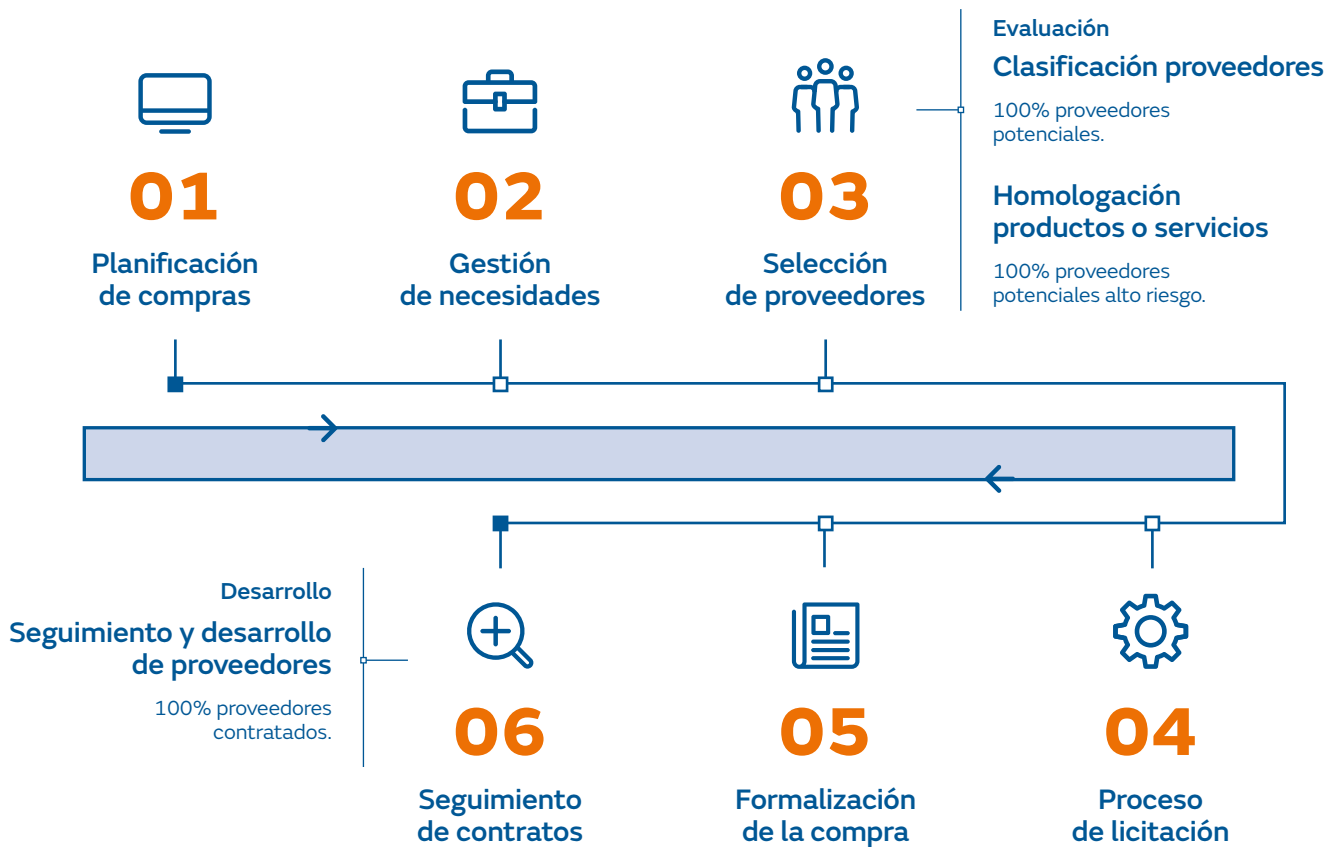 01
Planificación
de compras
02
Gestión
de necesidades
03
Selección
de proveedores
Evaluación
Clasificación proveedores
100% proveedores
potenciales.
Homologación
productos o servicios
100% proveedores
potenciales alto riesgo.
Desarrollo
Seguimiento y desarrollo
de proveedores
100% proveedores
contratados.
06
Seguimiento
de contratos
05
Formalización
de la compra
04
Proceso
de licitación